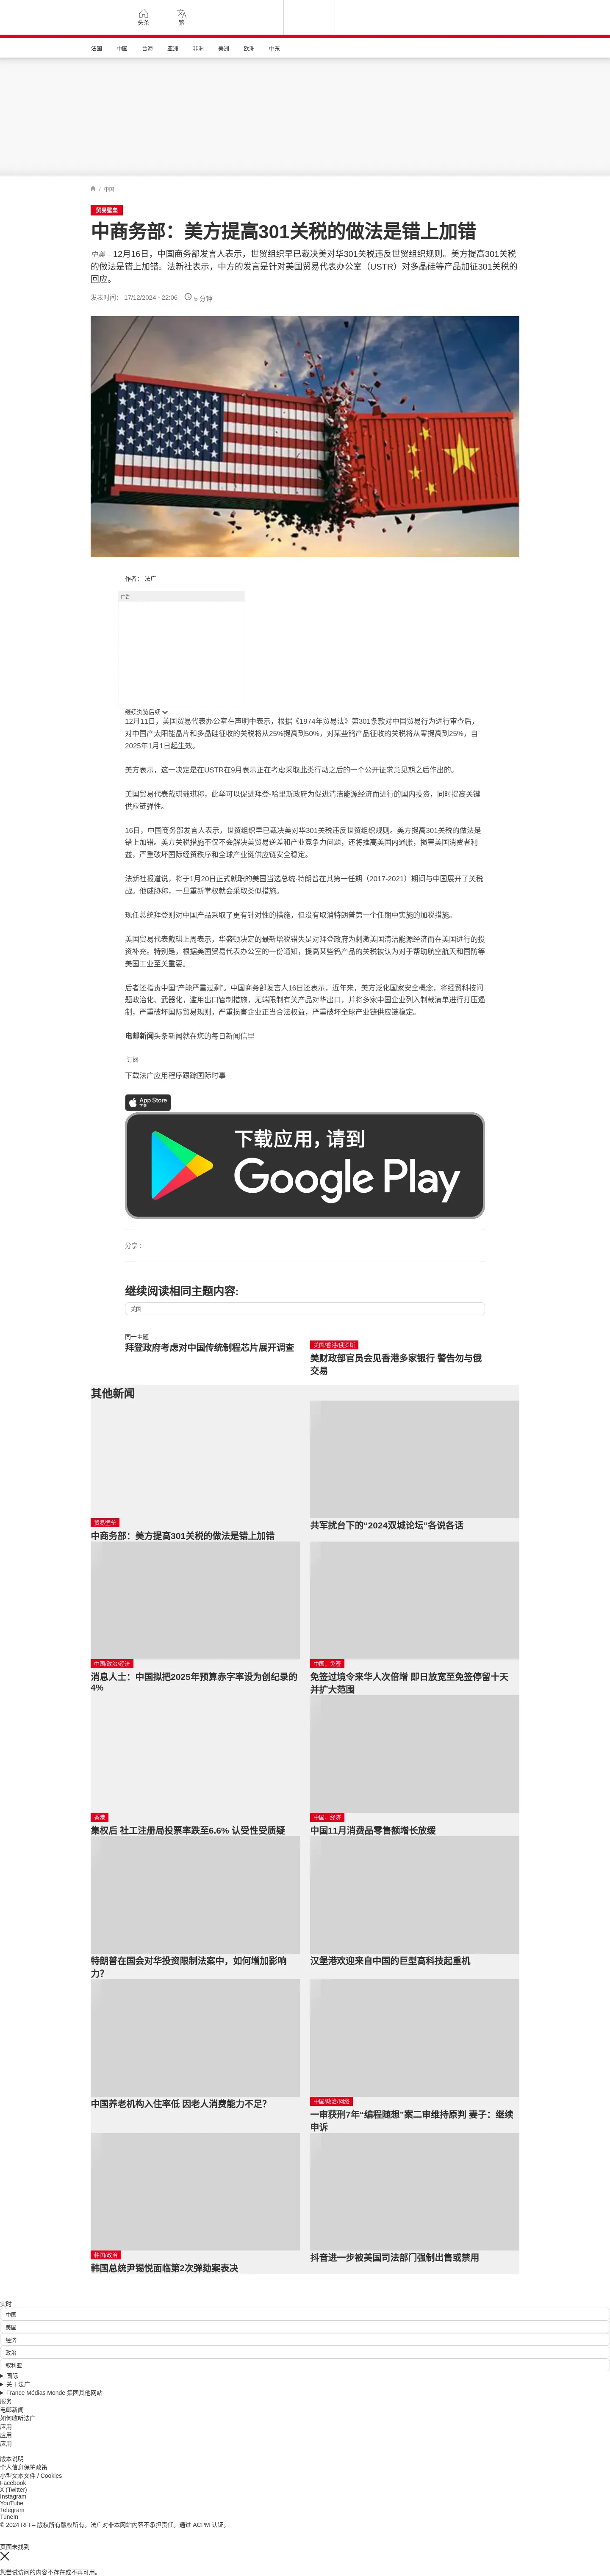 头条
繁
法国
中国
台海
亚洲
非洲
美洲
欧洲
中东
/ 中国
贸易壁垒
中商务部：美方提高301关税的做法是错上加错
中美 – 12月16日，中国商务部发言人表示，世贸组织早已裁决美对华301关税违反世贸组织规则。美方提高301关税
的做法是错上加错。法新社表示，中方的发言是针对美国贸易代表办公室（USTR）对多晶硅等产品加征301关税的
回应。
发表时间： 17/12/2024 - 22:06
5 分钟
作者： 法广
广告
继续浏览后续
12月11日，美国贸易代表办公室在声明中表示，根据《1974年贸易法》第301条款对中国贸易行为进行审查后，
对中国产太阳能晶片和多晶硅征收的关税将从25%提高到50%，对某些钨产品征收的关税将从零提高到25%，自
2025年1月1日起生效。
美方表示，这一决定是在USTR在9月表示正在考虑采取此类行动之后的一个公开征求意见期之后作出的。
美国贸易代表戴琪戴琪称，此举可以促进拜登-哈里斯政府为促进清洁能源经济而进行的国内投资，同时提高关键
供应链弹性。
16日，中国商务部发言人表示，世贸组织早已裁决美对华301关税违反世贸组织规则。美方提高301关税的做法是
错上加错。美方关税措施不仅不会解决美贸易逆差和产业竞争力问题，还将推高美国内通胀，损害美国消费者利
益，严重破坏国际经贸秩序和全球产业链供应链安全稳定。
法新社报道说，将于1月20日正式就职的美国当选总统·特朗普在其第一任期（2017-2021）期间与中国展开了关税
战。他威胁称，一旦重新掌权就会采取类似措施。
现任总统拜登则对中国产品采取了更有针对性的措施，但没有取消特朗普第一个任期中实施的加税措施。
美国贸易代表戴琪上周表示，华盛顿决定的最新增税错失是对拜登政府为刺激美国清洁能源经济而在美国进行的投
资补充。特别是，根据美国贸易代表办公室的一份通知，提高某些钨产品的关税被认为对于帮助航空航天和国防等
美国工业至关重要。
后者还指责中国“产能严重过剩”。中国商务部发言人16日还表示，近年来，美方泛化国家安全概念，将经贸科技问
题政治化、武器化，滥用出口管制措施，无端限制有关产品对华出口，并将多家中国企业列入制裁清单进行打压遏
制，严重破坏国际贸易规则，严重损害企业正当合法权益，严重破坏全球产业链供应链稳定。
电邮新闻头条新闻就在您的每日新闻信里
订阅
下载法广应用程序跟踪国际时事
App Store
下载
下载应用，请到
Google Play
分享 :
继续阅读相同主题内容:
美国
同一主题
拜登政府考虑对中国传统制程芯片展开调查
美国/香港/俄罗斯
美财政部官员会见香港多家银行 警告勿与俄
交易
其他新闻
贸易壁垒
中商务部：美方提高301关税的做法是错上加错
共军扰台下的“2024双城论坛”各说各话
中国/政治/经济
消息人士：中国拟把2025年预算赤字率设为创纪录的
4%
中国，免签
免签过境令来华人次倍增 即日放宽至免签停留十天
并扩大范围
香港
集权后 社工注册局投票率跌至6.6% 认受性受质疑
中国，经济
中国11月消费品零售额增长放缓
特朗普在国会对华投资限制法案中，如何增加影响
力？
汉堡港欢迎来自中国的巨型高科技起重机
中国养老机构入住率低 因老人消费能力不足？
中国/政治/网络
一审获刑7年“编程随想”案二审维持原判 妻子：继续
申诉
韩国/政治
韩国总统尹锡悦面临第2次弹劾案表决
抖音进一步被美国司法部门强制出售或禁用
实时
中国
美国
经济
政治
叙利亚
国际
关于法广
France Médias Monde 集团其他网站
服务
电邮新闻
如何收听法广
应用
应用
应用
版本说明
个人信息保护政策
小型文本文件 / Cookies
Facebook
X (Twitter)
Instagram
YouTube
Telegram
TuneIn
© 2024 RFI – 版权所有版权所有。法广对非本网站内容不承担责任。通过 ACPM 认证。
页面未找到
您尝试访问的内容不存在或不再可用。